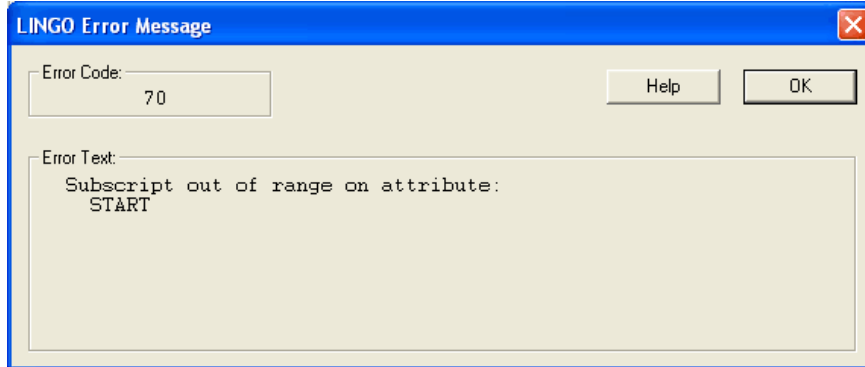 LINGO Error Message
Error Code:
70
Help
OK
Error Text:
Subscript out of range on attribute:
START